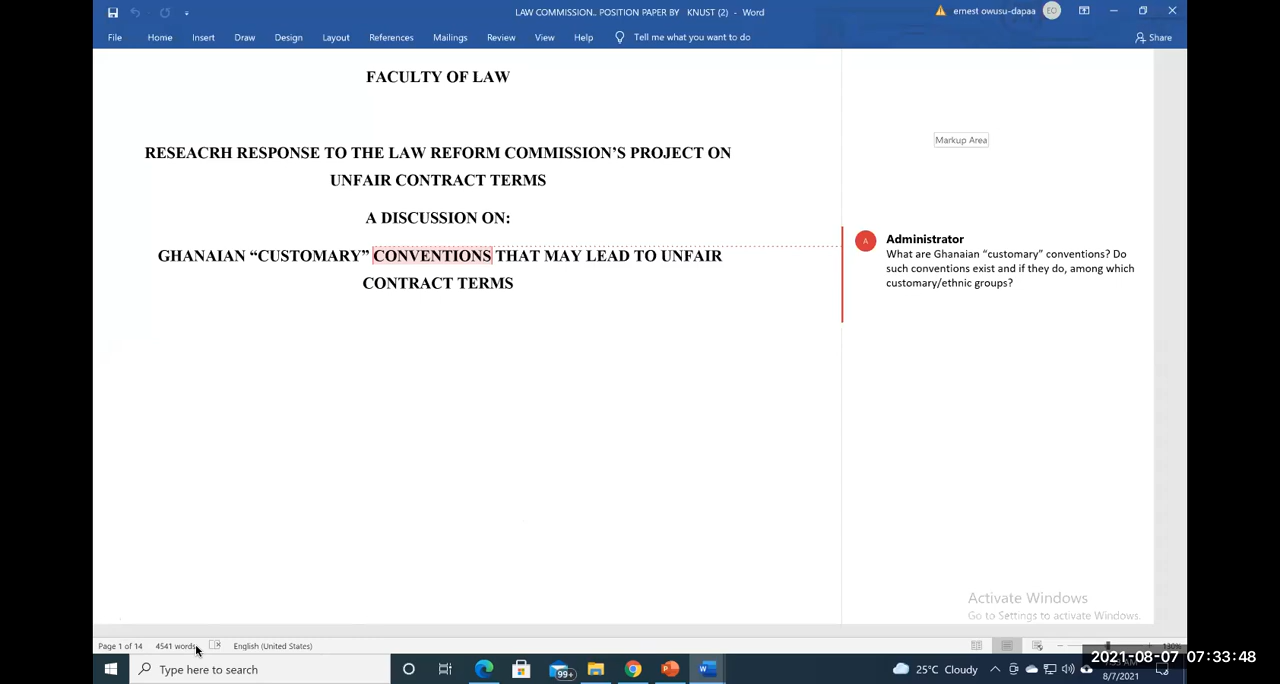 LAW COMMISSION.. POSITION PAPER BY KNUST (2) - Word
ernest owusu-dapaa
EO
File Home Insert Draw Design Layout References Mailings Review View Help Tell me what you want to do
Share
FACULTY OF LAW
Markup Area
RESEACRH RESPONSE TO THE LAW REFORM COMMISSION'S PROJECT ON
UNFAIR CONTRACT TERMS
A DISCUSSION ON:
GHANAIAN “CUSTOMARY” CONVENTIONS THAT MAY LEAD TO UNFAIR
CONTRACT TERMS
A
Administrator
What are Ghanaian “customary” conventions? Do
such conventions exist and if they do, among which
customary/ethnic groups?
Activate Windows
Go to Settings to activate Windows.
Page 1 of 14 4541 words English (United States)
Type here to search
99+
25°C Cloudy
2021-08-07 07:33:48
8/7/2021